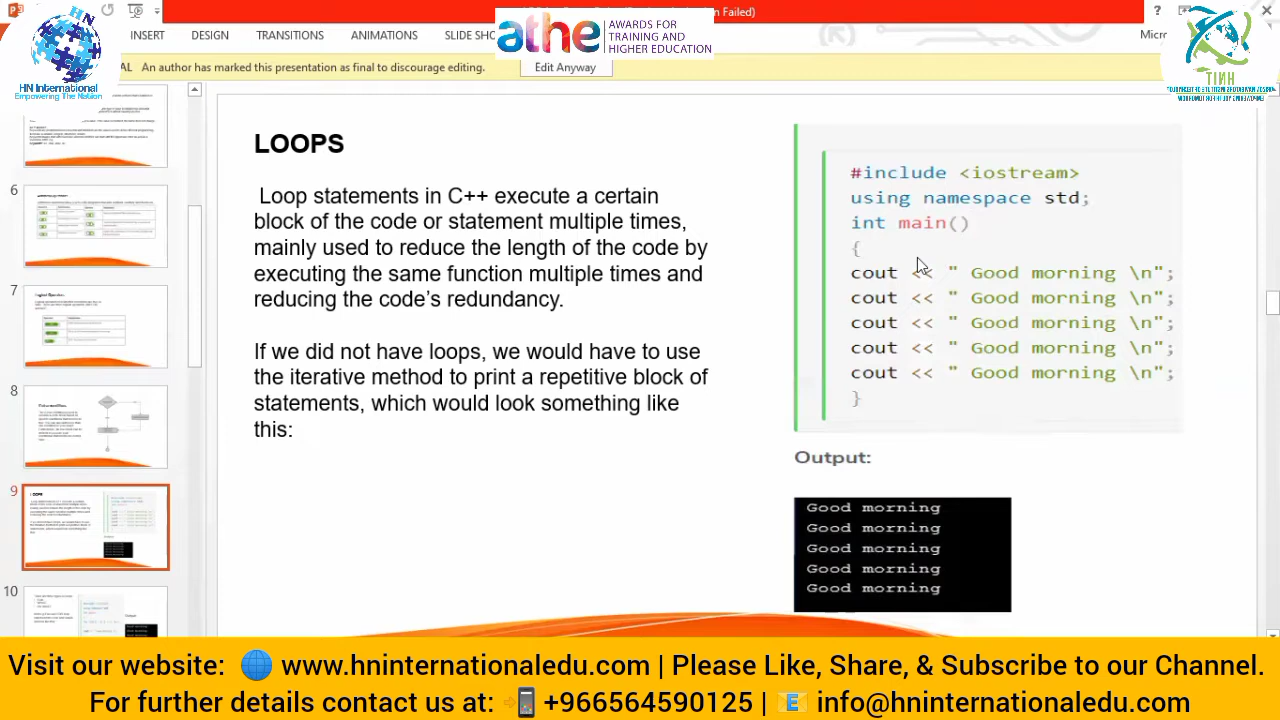 n Failed)
?
INSERT
DESIGN
TRANSITIONS
ANIMATIONS
SLIDE SHO
Micro
HN
HN International
Empowering The Nation
athe
AWARDS FOR
TRAINING AND
HIGHER EDUCATION
HNIT
AL An author has marked this presentation as final to discourage editing. Edit Anyway
6
7
8
9
10
LOOPS
Loop statements in C++ execute a certain
block of the code or statement multiple times,
mainly used to reduce the length of the code by
executing the same function multiple times and
reducing the code’s redundancy.
If we did not have loops, we would have to use
the iterative method to print a repetitive block of
statements, which would look something like
this:
#include <iostream>
using namespace std;
int main()
{
cout << " Good morning \n";
cout << " Good morning \n";
cout << " Good morning \n";
cout << " Good morning \n";
cout << " Good morning \n";
}
Output:
Good morning
Good morning
Good morning
Good morning
Good morning
Visit our website: www.hninternationaledu.com | Please Like, Share, & Subscribe to our Channel.
For further details contact us at: +966564590125 | info@hninternationaledu.com